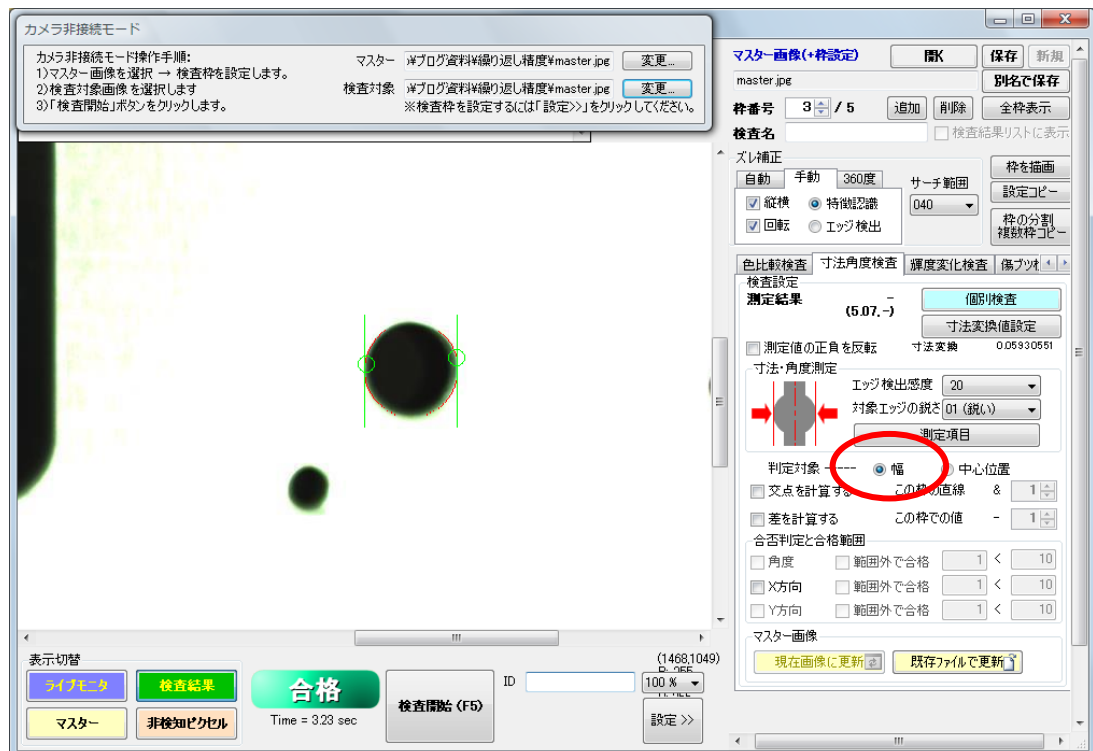 カメラ非接続モード
カメラ非接続モード操作手順:
1)マスター画像を選択 → 検査枠を設定します。
2)検査対象画像を選択します
3)「検査開始」ボタンをクリックします。
マスター ﾙ¥ブログ資料¥繰り返し精度¥master.jpg 変更...
検査対象 ﾙ¥ブログ資料¥繰り返し精度¥master.jpg 変更...
※検査枠を設定するには「設定>>」をクリックしてください。
マスター画像(+枠設定) 開く 保存 新規
master.jpg 別名で保存
枠番号 3 / 5 追加 削除 全枠表示
検査名 検査結果リストに表示
ズレ補正
自動 手動 360度 サーチ範囲
縦横 特徴認識 040
回転 エッジ検出
枠を描画
設定コピー
枠の分割
複数枠コピー
色比較検査 寸法角度検査 輝度変化検査 傷ブツ
検査設定
測定結果 -
(5.07,-)
個別検査
寸法変換値設定
測定値の正負を反転 寸法変換 0.05930551
寸法・角度測定
エッジ検出感度 20
対象エッジの鋭さ 01 (鋭い)
測定項目
判定対象 ----- 幅 中心位置
交点を計算する この枠の直線 & 1
差を計算する この枠での値 - 1
合否判定と合格範囲
角度 範囲外で合格 1 < 10
X方向 範囲外で合格 1 < 10
Y方向 範囲外で合格 1 < 10
マスター画像
現在画像に更新 既存ファイルで更新
表示切替
ライブモニタ 検査結果
マスター 非検知ピクセル
合格
Time = 3.23 sec
検査開始 (F5)
ID
(1468,1049)
100 %
設定 >>